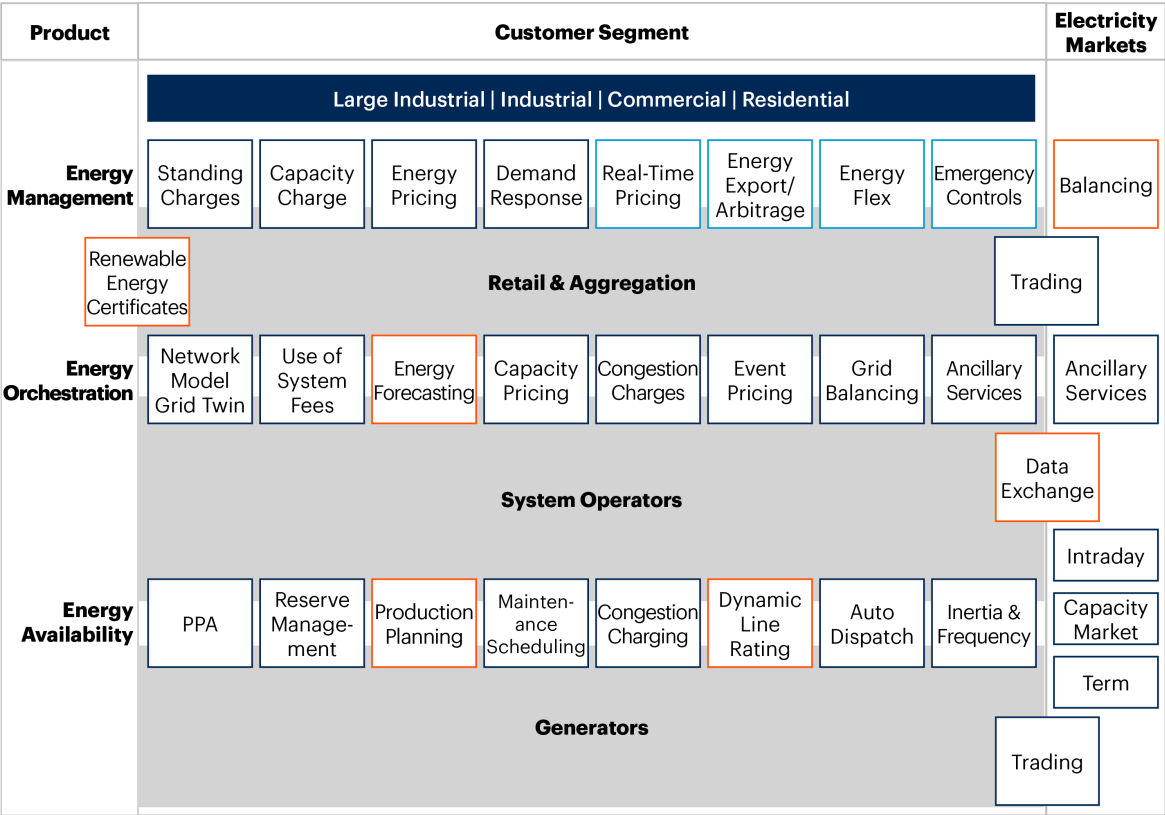 Product
Customer Segment
Electricity
Markets
Large Industrial | Industrial | Commercial | Residential
Energy
Management
Standing
Charges
Capacity
Charge
Energy
Pricing
Demand
Response
Real-Time
Pricing
Energy
Export/
Arbitrage
Energy
Flex
Emergency
Controls
Balancing
Renewable
Energy
Certificates
Retail & Aggregation
Trading
Energy
Orchestration
Network
Model
Grid Twin
Use of
System
Fees
Energy
Forecasting
Capacity
Pricing
Congestion
Charges
Event
Pricing
Grid
Balancing
Ancillary
Services
Ancillary
Services
System Operators
Data
Exchange
Intraday
Energy
Availability
PPA
Reserve
Manage-
ment
Production
Planning
Mainten-
ance
Scheduling
Congestion
Charging
Dynamic
Line
Rating
Auto
Dispatch
Inertia &
Frequency
Capacity
Market
Term
Generators
Trading